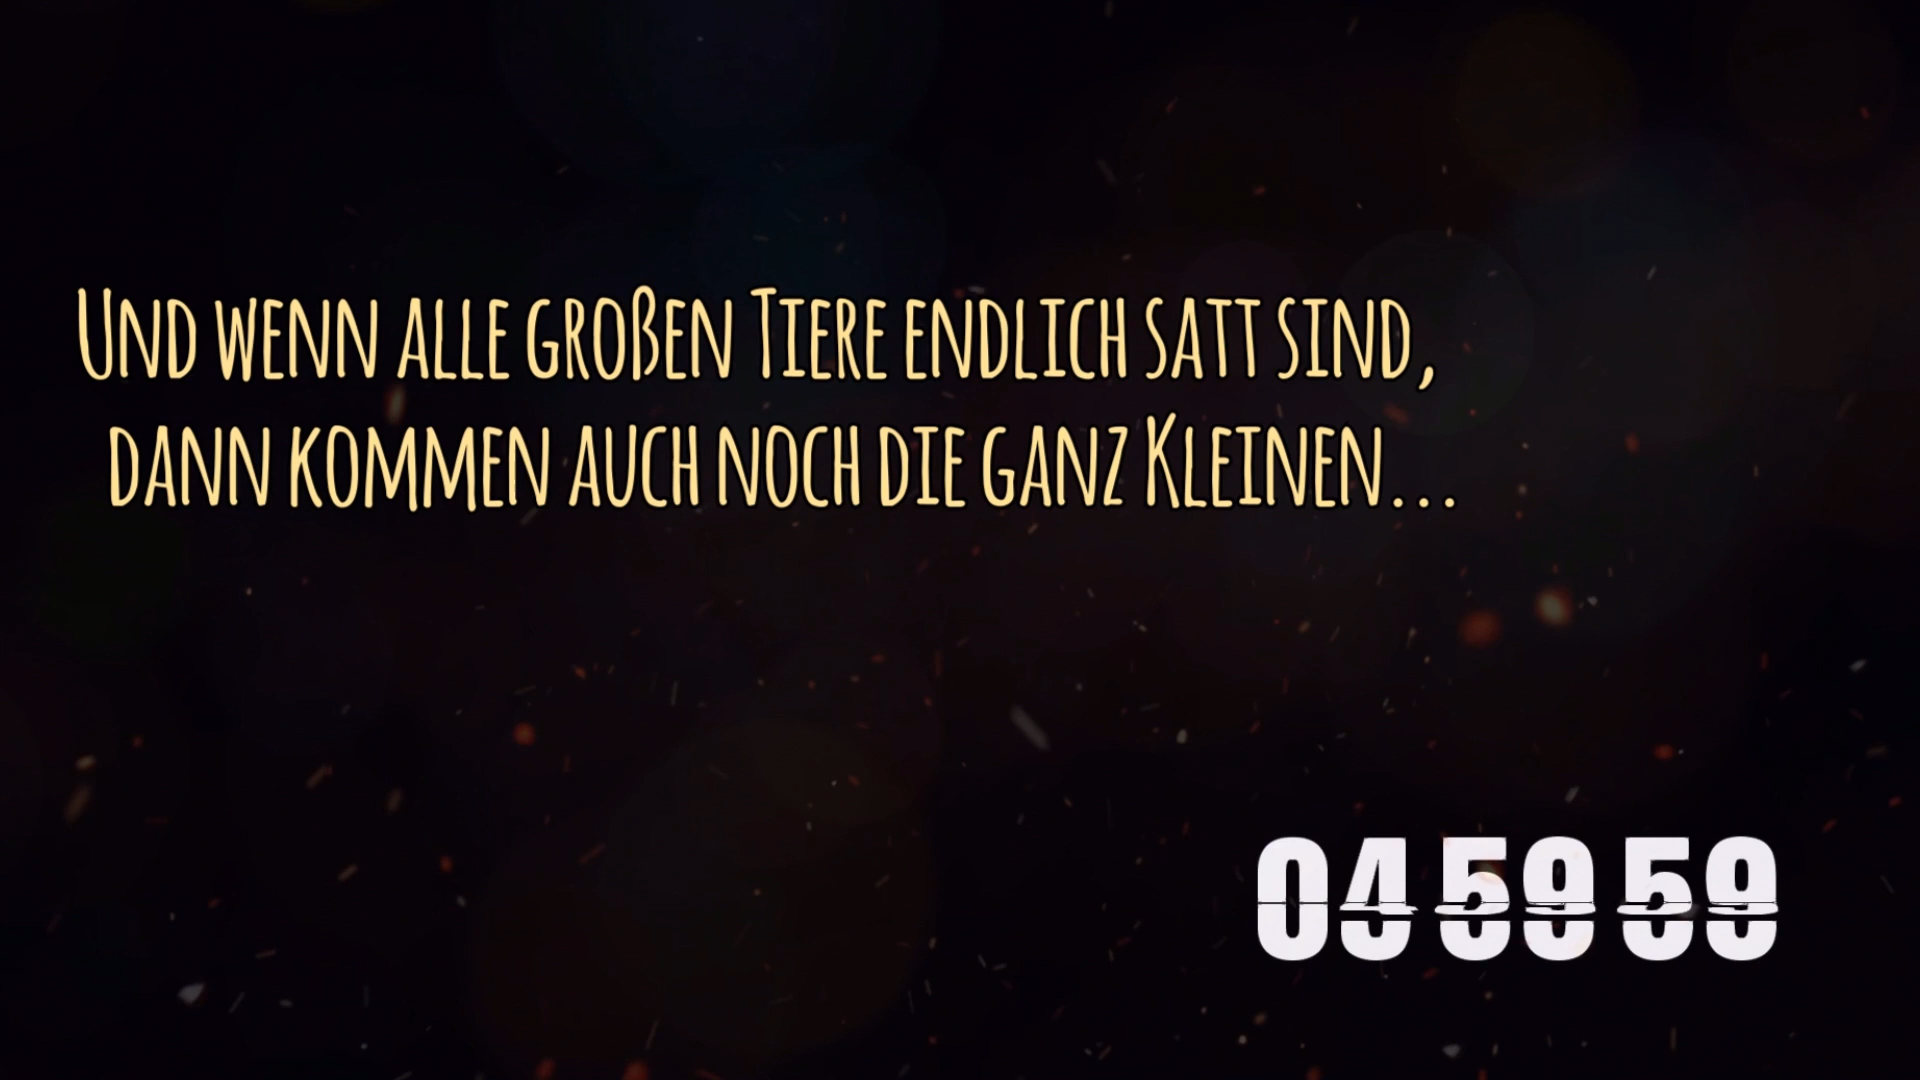 Und wenn alle großen Tiere endlich satt sind,
dann kommen auch noch die ganz Kleinen...
04 59 59